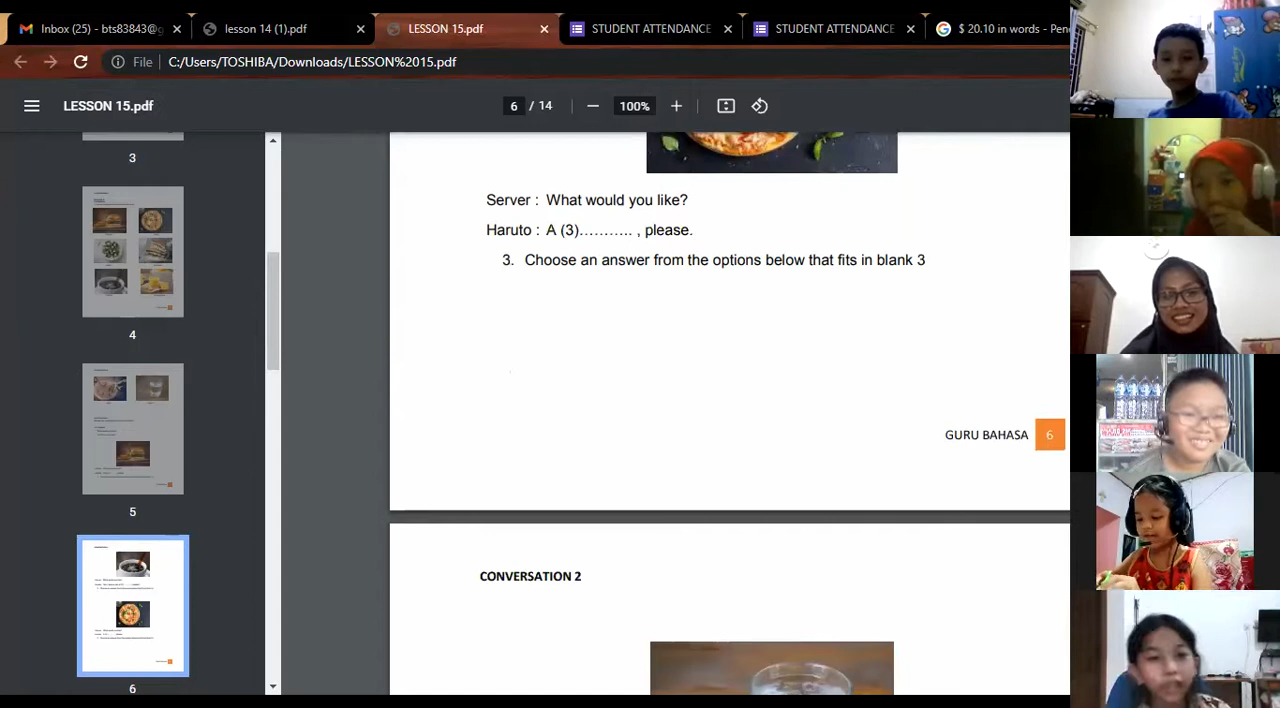 Inbox (25) - bts83843@g
lesson 14 (1).pdf
LESSON 15.pdf
STUDENT ATTENDANCE
STUDENT ATTENDANCE
$ 20.10 in words - Pen
File
C:/Users/TOSHIBA/Downloads/LESSON%2015.pdf
LESSON 15.pdf
6 / 14
100%
3
4
5
6
Server : What would you like?
Haruto : A (3)……….. , please.
3. Choose an answer from the options below that fits in blank 3
GURU BAHASA 6
CONVERSATION 2